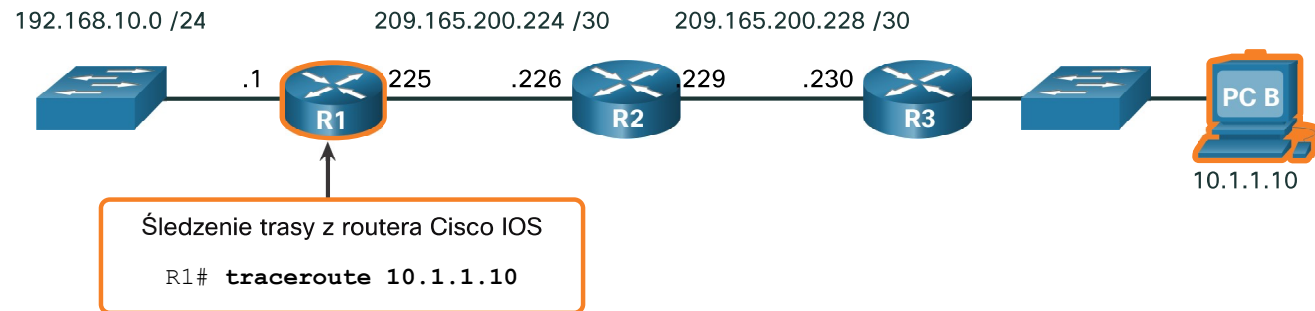 192.168.10.0 /24 209.165.200.224 /30 209.165.200.228 /30
.1 .225 .226 .229 .230
R1 R2 R3 PC B
10.1.1.10
Śledzenie trasy z routera Cisco IOS
R1# traceroute 10.1.1.10